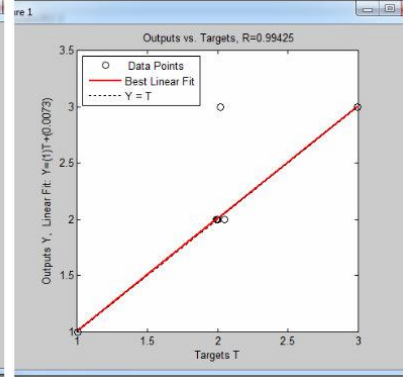 ure 1
Outputs vs. Targets, R=0.99425
3.5
Data Points
Best Linear Fit
Y = T
3
2.5
2
1.5
1
Outputs Y, Linear Fit: Y=(1)T+(0.0073)
1 1.5 2 2.5 3
Targets T